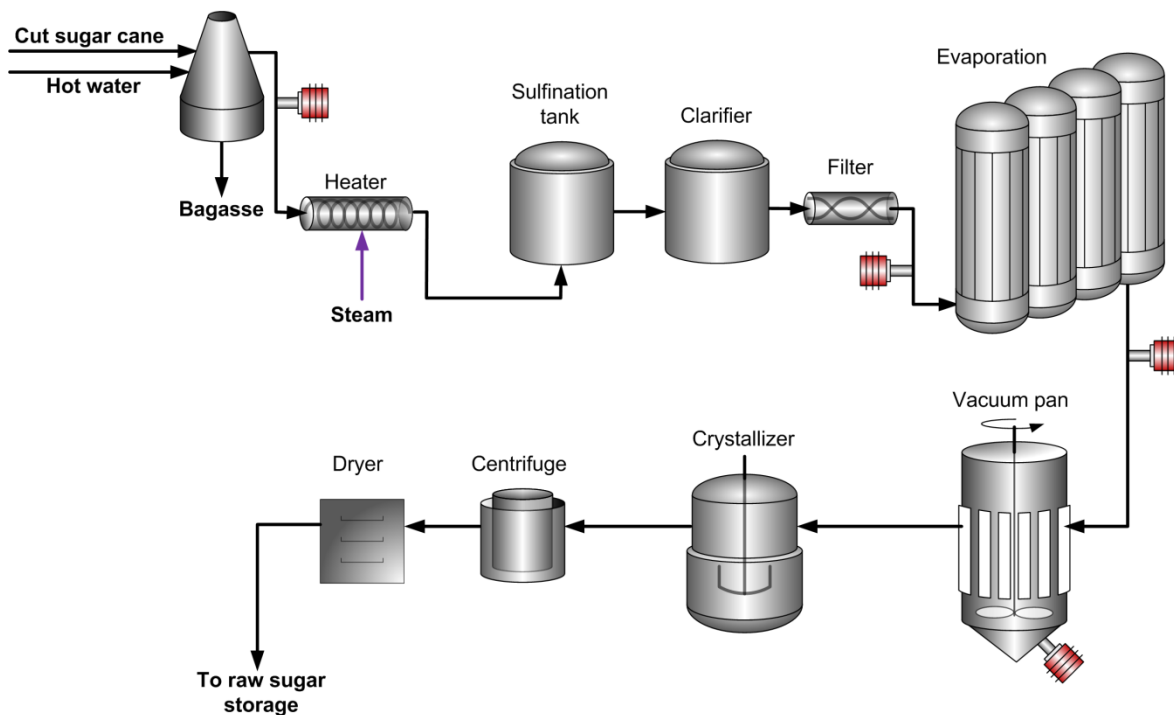 Cut sugar cane
Hot water
Bagasse
Heater
Steam
Sulfination
tank
Clarifier
Filter
Evaporation
Vacuum pan
Crystallizer
Centrifuge
Dryer
To raw sugar
storage